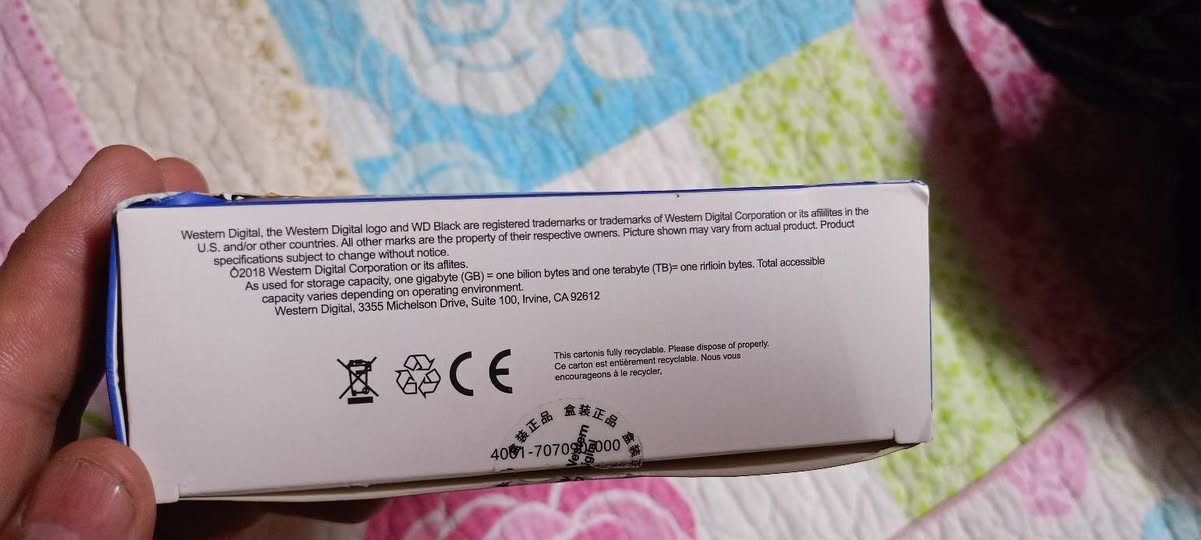 Western Digital, the Western Digital logo and WD Black are registered trademarks or trademarks of Western Digital Corporation or its afilillites in the
U.S. and/or other countries. All other marks are the property of their respective owners. Picture shown may vary from actual product. Product
specifications subject to change without notice.
Ô2018 Western Digital Corporation or its aflites.
As used for storage capacity, one gigabyte (GB) = one bilion bytes and one terabyte (TB)= one rirlioin bytes. Total accessible
capacity varies depending on operating environment.
Western Digital, 3355 Michelson Drive, Suite 100, Irvine, CA 92612
CE
This cartonis fully recyclable. Please dispose of properly.
Ce carton est entièrement recyclable. Nous vous
encourageons à le recycler,
盒装正品 盒装正品 盒装
Western